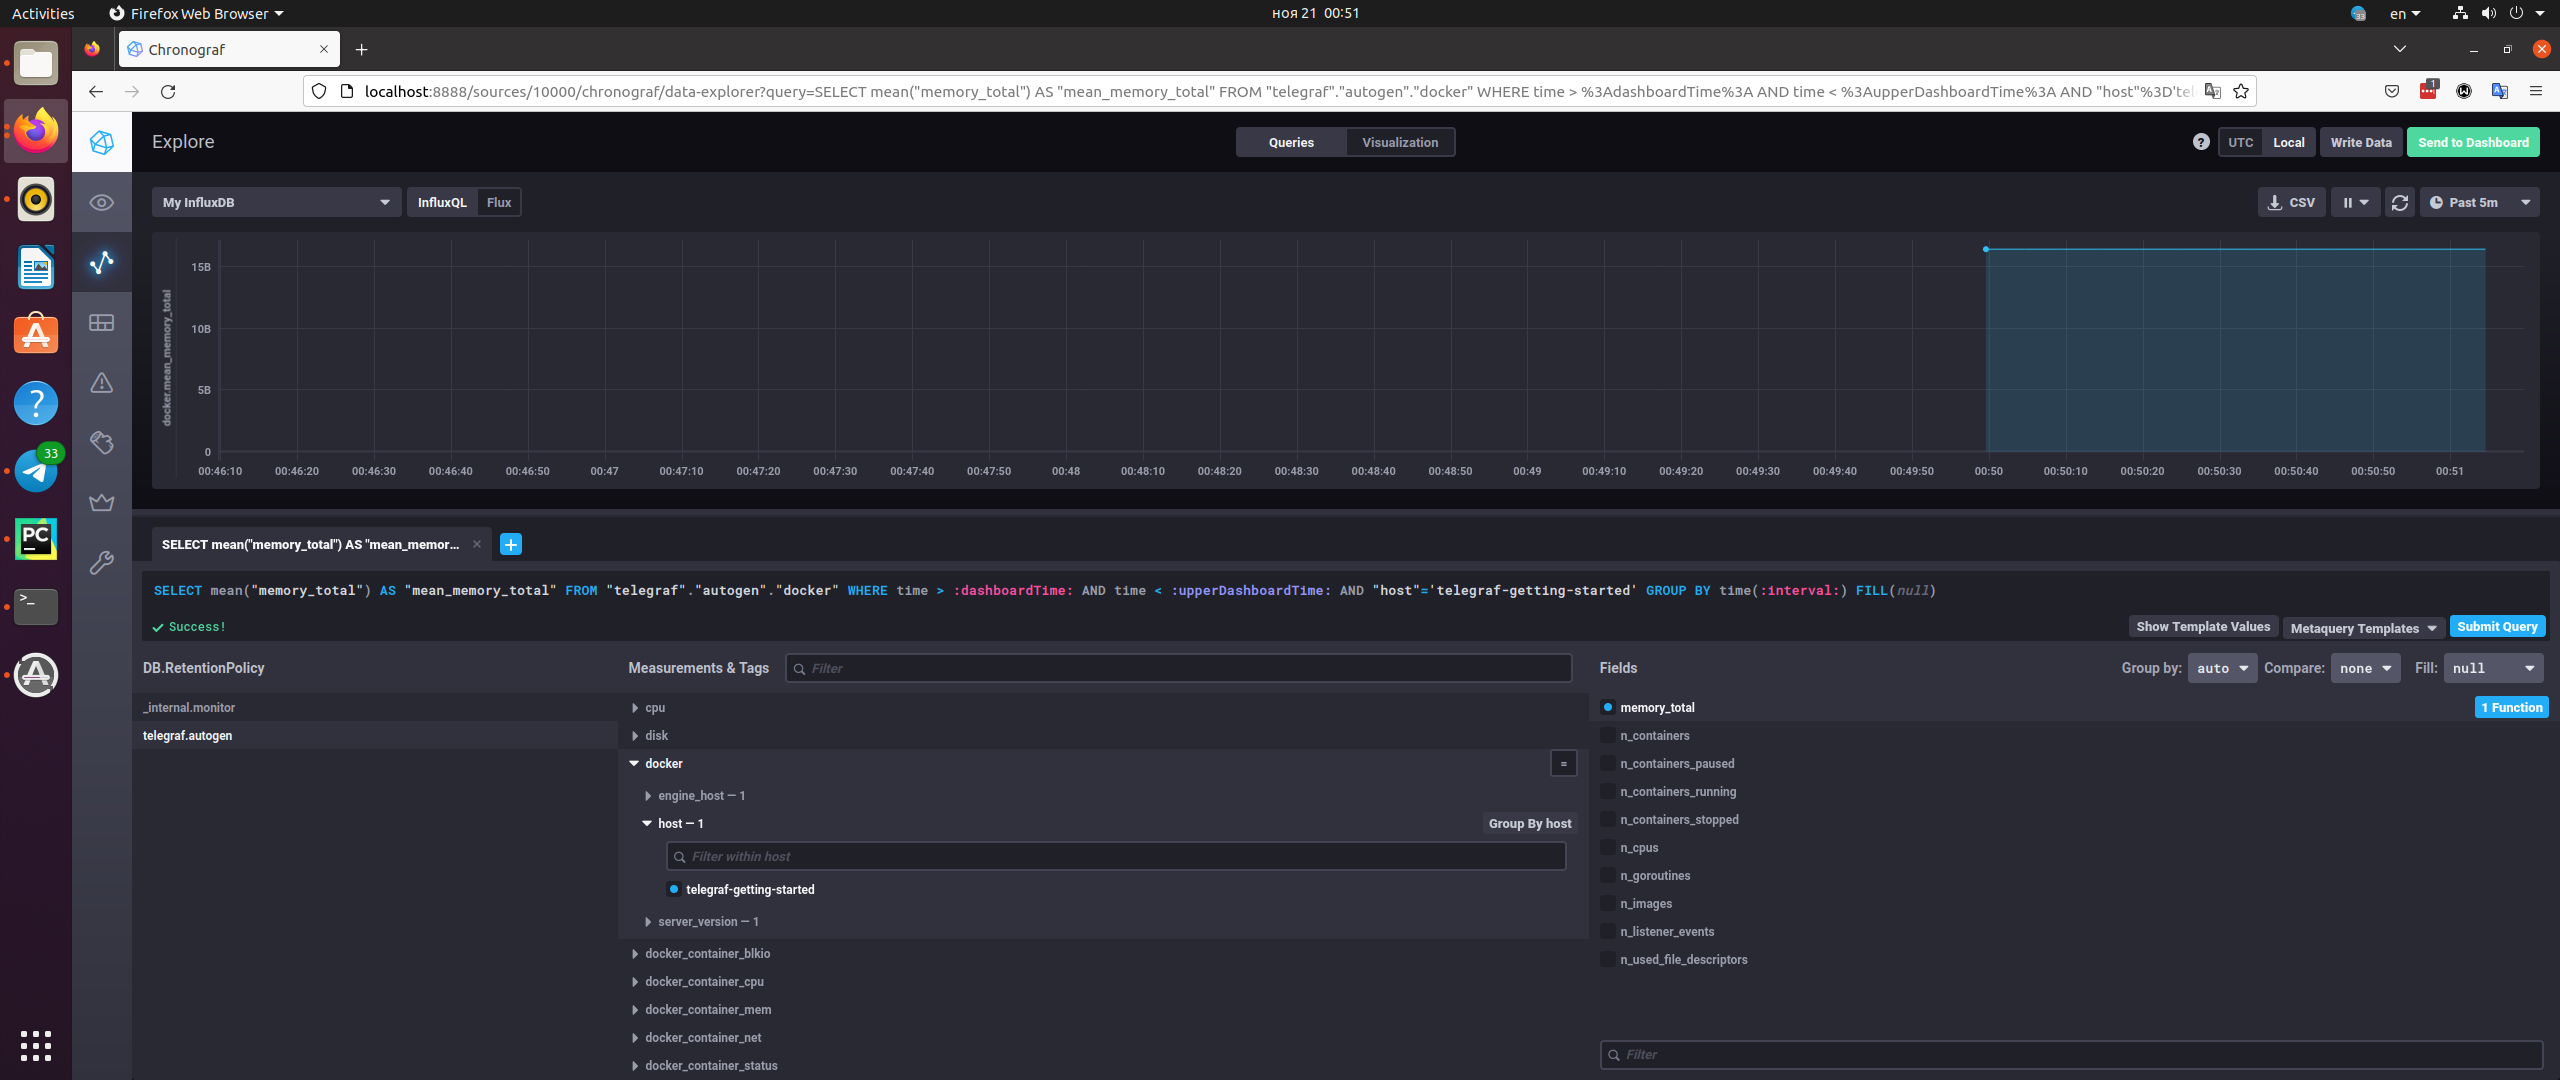 Activities
Firefox Web Browser
ноя 21 00:51
33
en
Chronograf
localhost:8888/sources/10000/chronograf/data-explorer?query=SELECT mean("memory_total") AS "mean_memory_total" FROM "telegraf"."autogen"."docker" WHERE time > %3AdashboardTime%3A AND time < %3AupperDashboardTime%3A AND "host"%3D'tel
1
Explore
Queries
Visualization
UTC
Local
Write Data
Send to Dashboard
My InfluxDB
InfluxQL
Flux
CSV
Past 5m
docker.mean_memory_total
15B
10B
5B
0
00:46:10 00:46:20 00:46:30 00:46:40 00:46:50 00:47 00:47:10 00:47:20 00:47:30 00:47:40 00:47:50 00:48 00:48:10 00:48:20 00:48:30 00:48:40 00:48:50 00:49 00:49:10 00:49:20 00:49:30 00:49:40 00:49:50 00:50 00:50:10 00:50:20 00:50:30 00:50:40 00:50:50 00:51
33
PC
SELECT mean("memory_total") AS "mean_memor...
SELECT mean("memory_total") AS "mean_memory_total" FROM "telegraf"."autogen"."docker" WHERE time > :dashboardTime: AND time < :upperDashboardTime: AND "host"='telegraf-getting-started' GROUP BY time(:interval:) FILL(null)
Success!
Show Template Values
Metaquery Templates
Submit Query
DB.RetentionPolicy
_internal.monitor
telegraf.autogen
Measurements & Tags
Filter
cpu
disk
docker
=
engine_host — 1
host — 1
Group By host
Filter within host
telegraf-getting-started
server_version — 1
docker_container_blkio
docker_container_cpu
docker_container_mem
docker_container_net
docker_container_status
Fields
Group by: auto
Compare: none
Fill: null
memory_total
1 Function
n_containers
n_containers_paused
n_containers_running
n_containers_stopped
n_cpus
n_goroutines
n_images
n_listener_events
n_used_file_descriptors
Filter